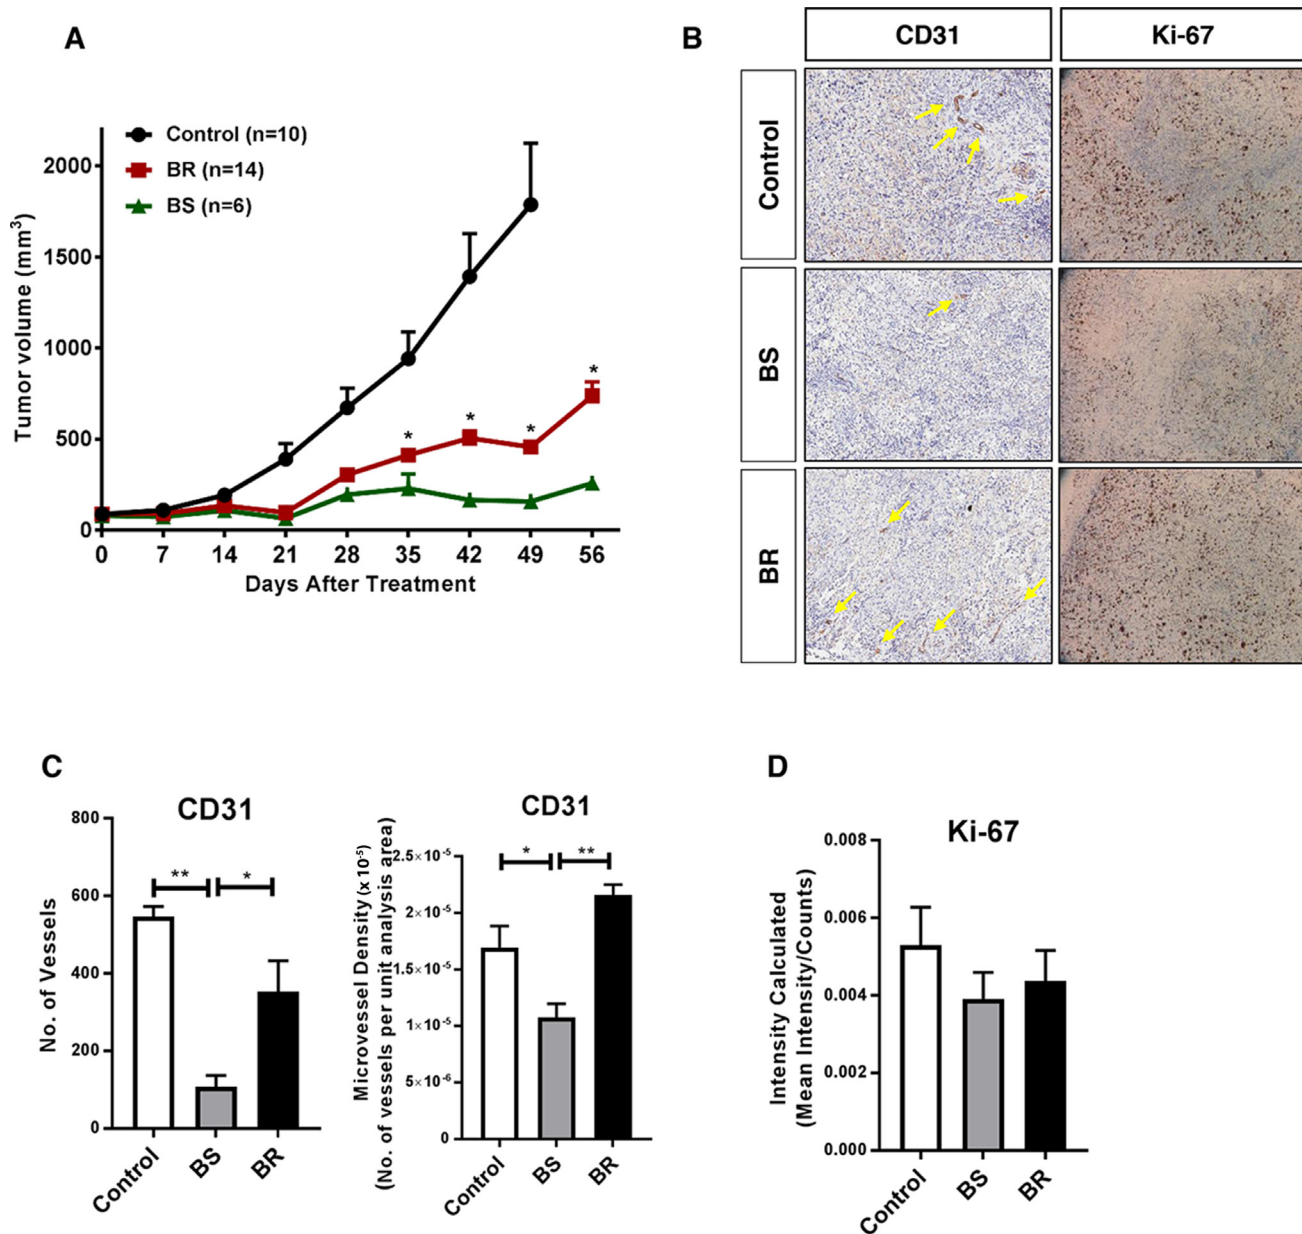 A
Control (n=10)
BR (n=14)
BS (n=6)
Tumor volume (mm³)
2000
1500
1000
500
0
*
*
*
*
0 7 14 21 28 35 42 49 56
Days After Treatment
B
CD31 Ki-67
Control
BS
BR
C
CD31
No. of Vessels
800
600
400
200
0
** *
Control BS BR
CD31
Microvessel Density (x 10⁻⁵)
(No. of vessels per unit analysis area)
2.5×10⁻⁵
2×10⁻⁵
1.5×10⁻⁵
1×10⁻⁵
5×10⁻⁶
0
* **
Control BS BR
D
Ki-67
Intensity Calculated
(Mean Intensity/Counts)
0.008
0.006
0.004
0.002
0.000
Control BS BR